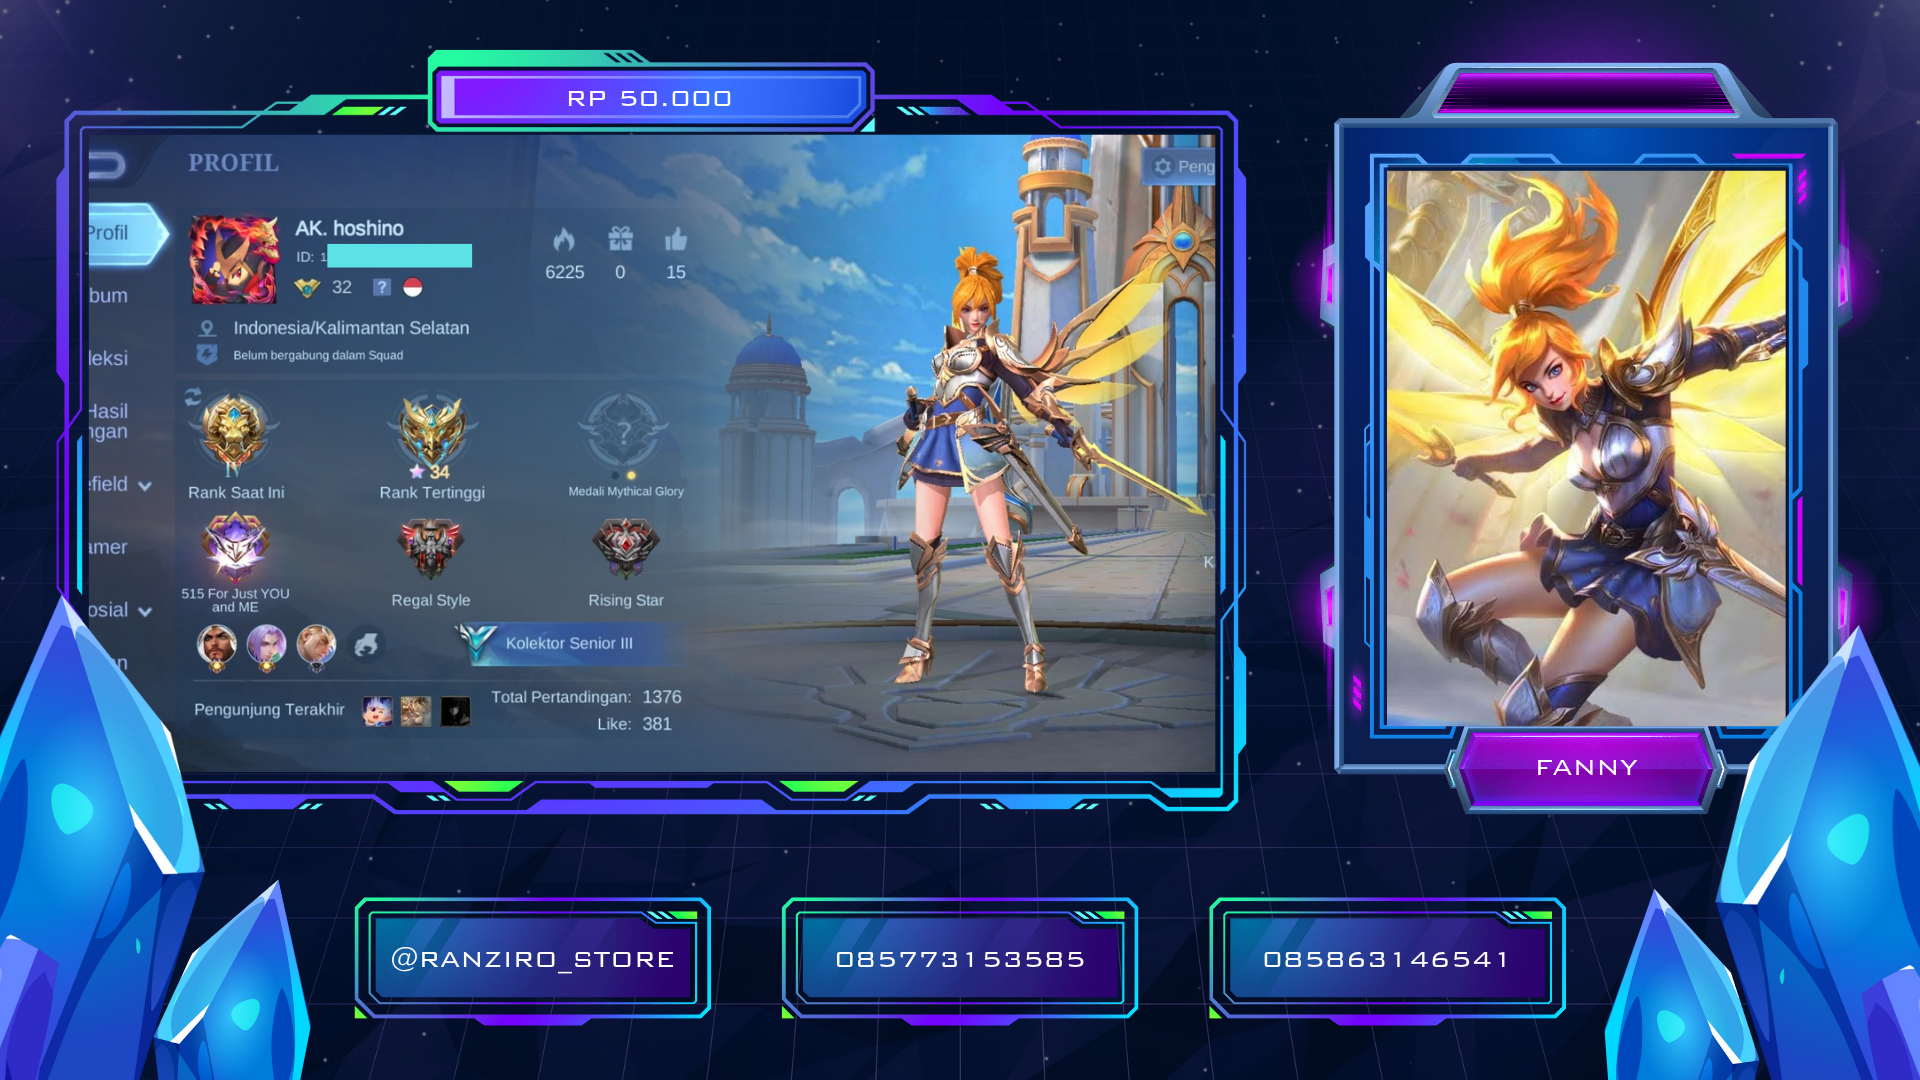 RP 50.000
PROFIL
Peng
Profil
AK. hoshino
ID: 1
32
?
6225
0
15
bum
Indonesia/Kalimantan Selatan
Belum bergabung dalam Squad
leksi
Hasil
ngan
?
IV
34
efield
Rank Saat Ini
Rank Tertinggi
Medali Mythical Glory
amer
K
515 For Just YOU
and ME
Regal Style
Rising Star
osial
Kolektor Senior III
an
Total Pertandingan: 1376
Pengunjung Terakhir
Like: 381
FANNY
@RANZIRO_STORE
085773153585
085863146541